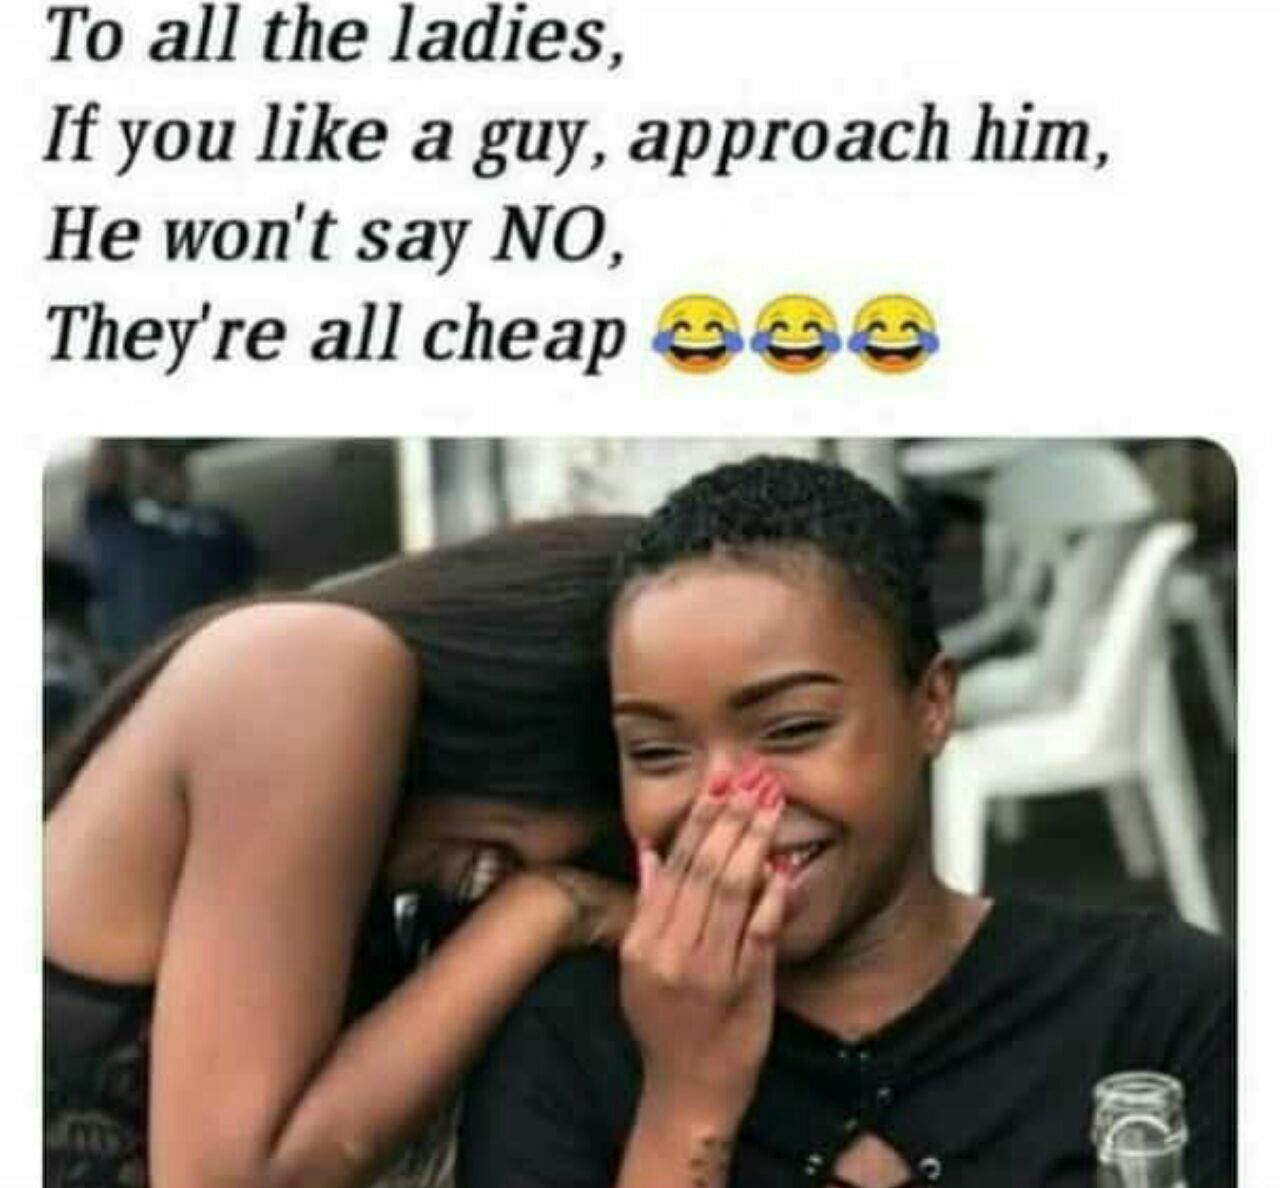 To all the ladies,
If you like a guy, approach him,
He won't say NO,
They're all cheap 😂😂😂